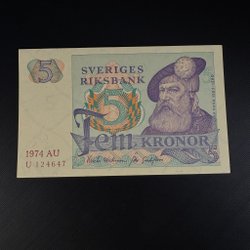 5
SVERIGES
RIKSBANK
5
Fem KRONOR
1974 AU
U 124647